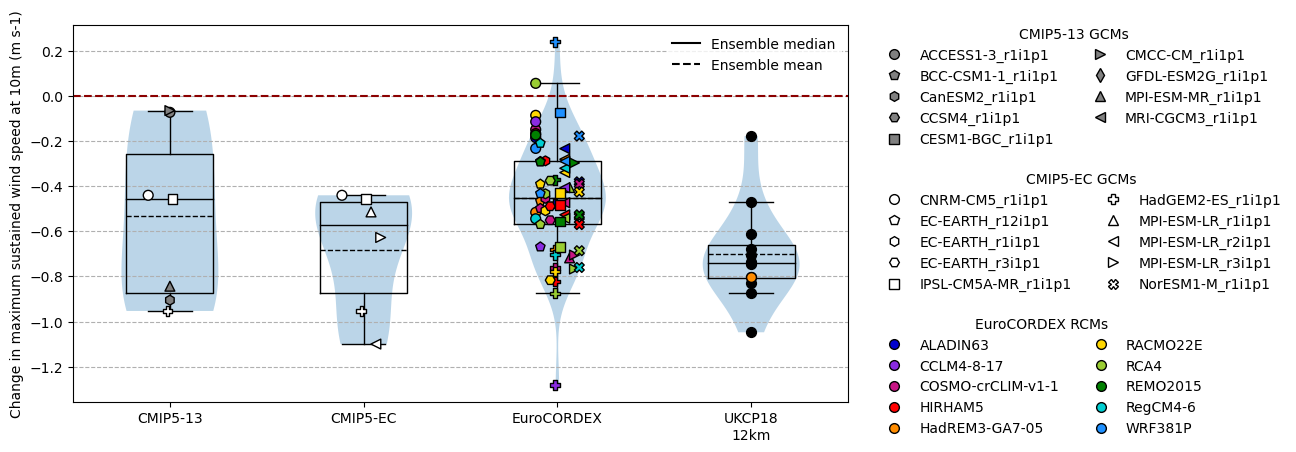 Change in maximum sustained wind speed at 10m (m s-1)
0.2
0.0
−0.2
−0.4
−0.6
−0.8
−1.0
−1.2
Ensemble median
Ensemble mean
CMIP5-13
CMIP5-EC
EuroCORDEX
UKCP18
12km
CMIP5-13 GCMs
ACCESS1-3_r1i1p1
BCC-CSM1-1_r1i1p1
CanESM2_r1i1p1
CCSM4_r1i1p1
CESM1-BGC_r1i1p1
CMCC-CM_r1i1p1
GFDL-ESM2G_r1i1p1
MPI-ESM-MR_r1i1p1
MRI-CGCM3_r1i1p1
CMIP5-EC GCMs
CNRM-CM5_r1i1p1
EC-EARTH_r12i1p1
EC-EARTH_r1i1p1
EC-EARTH_r3i1p1
IPSL-CM5A-MR_r1i1p1
HadGEM2-ES_r1i1p1
MPI-ESM-LR_r1i1p1
MPI-ESM-LR_r2i1p1
MPI-ESM-LR_r3i1p1
NorESM1-M_r1i1p1
EuroCORDEX RCMs
ALADIN63
CCLM4-8-17
COSMO-crCLIM-v1-1
HIRHAM5
HadREM3-GA7-05
RACMO22E
RCA4
REMO2015
RegCM4-6
WRF381P